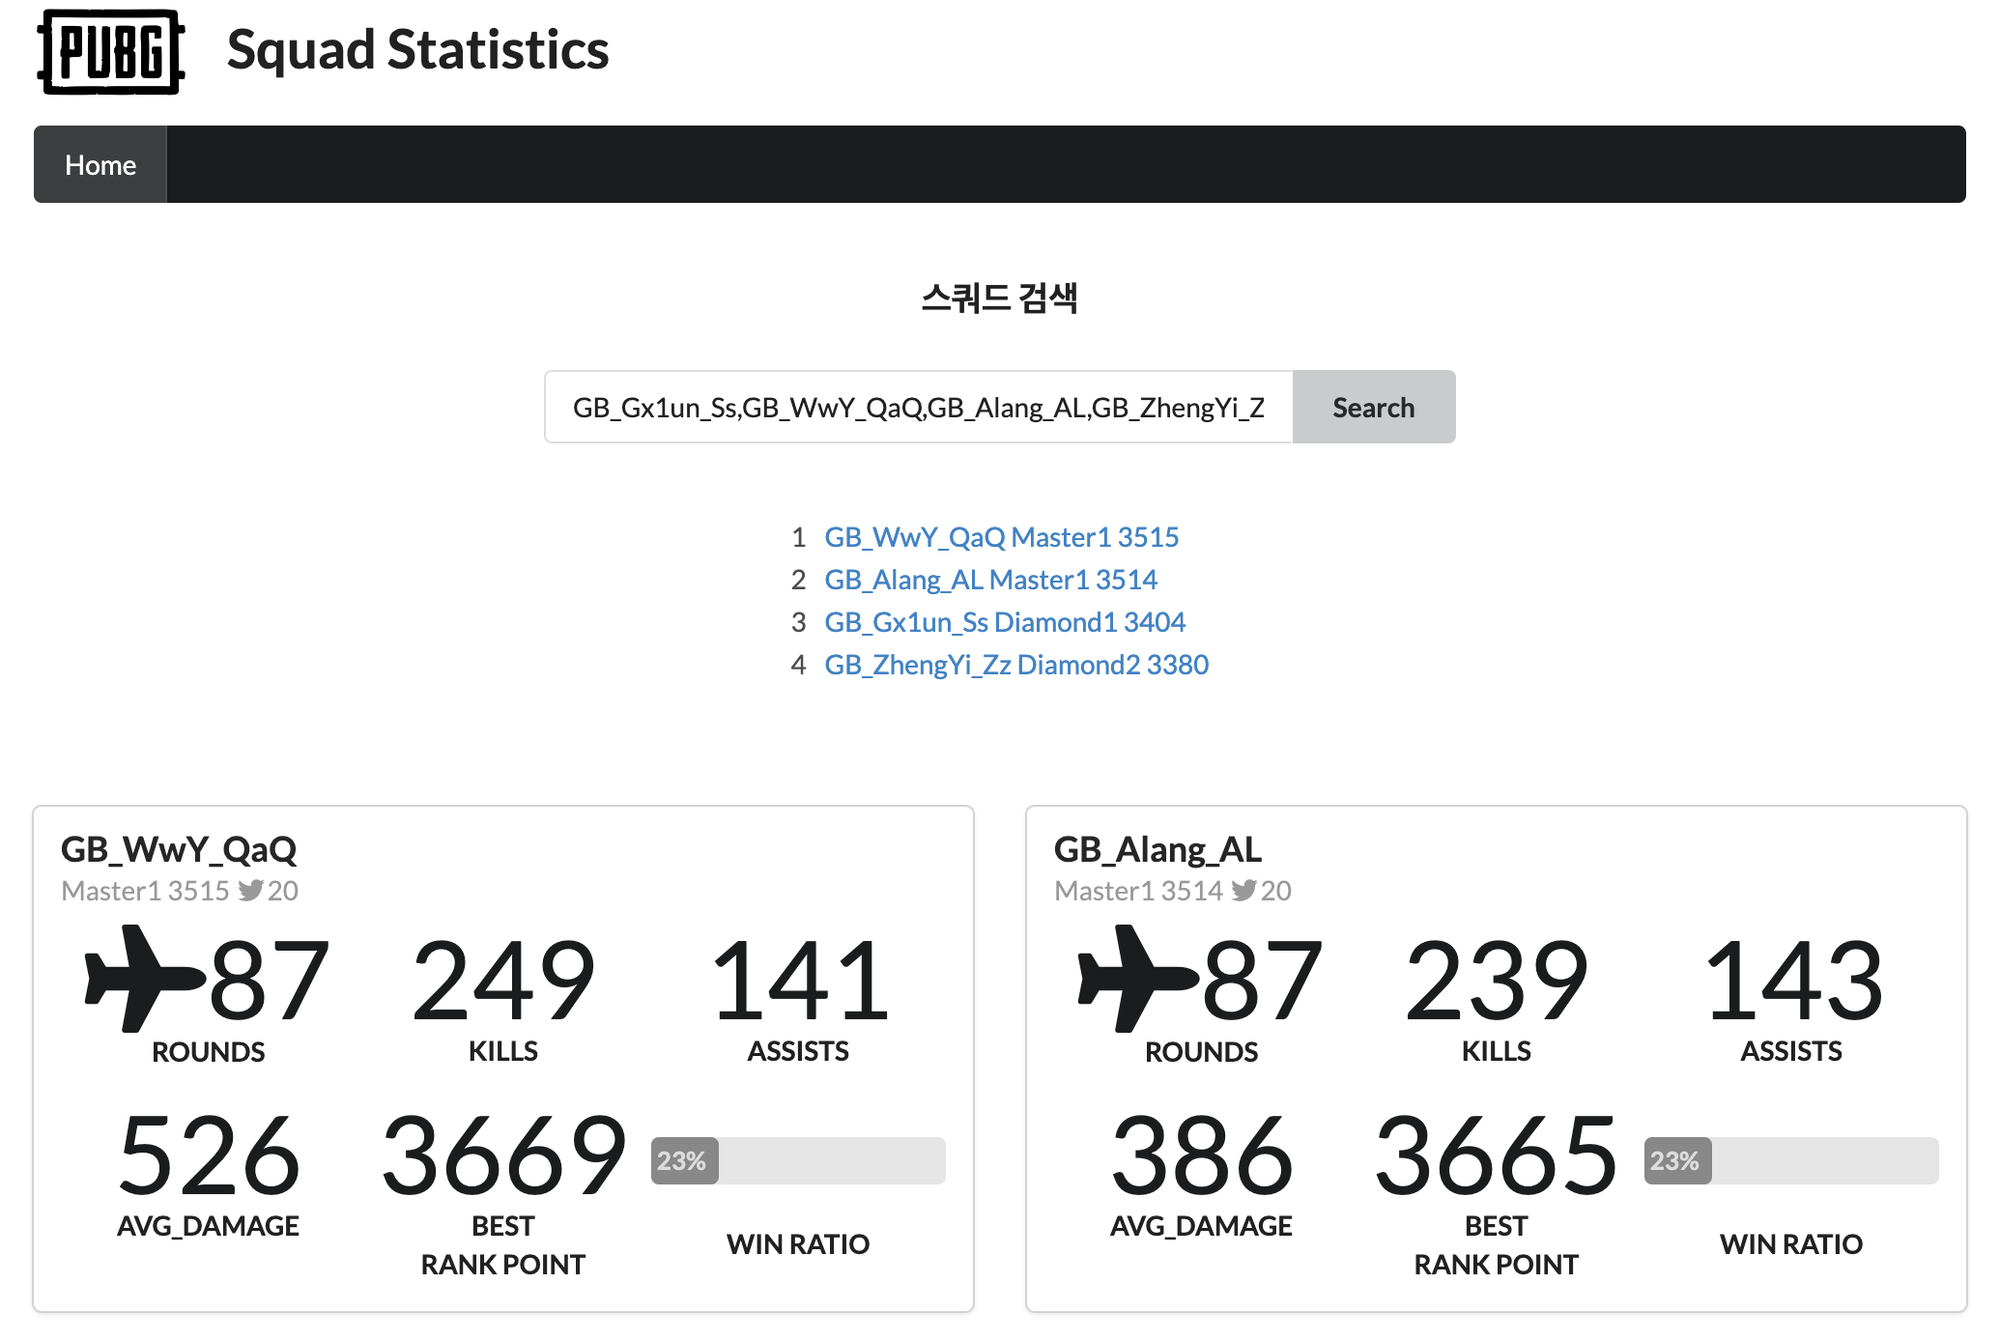 PUBG Squad Statistics
Home
스쿼드 검색
GB_Gx1un_Ss,GB_WwY_QaQ,GB_Alang_AL,GB_ZhengYi_Z Search
1 GB_WwY_QaQ Master1 3515
2 GB_Alang_AL Master1 3514
3 GB_Gx1un_Ss Diamond1 3404
4 GB_ZhengYi_Zz Diamond2 3380
GB_WwY_QaQ
Master1 3515 20
87 249 141
ROUNDS KILLS ASSISTS
526 3669 23%
AVG_DAMAGE BEST
RANK POINT WIN RATIO
GB_Alang_AL
Master1 3514 20
87 239 143
ROUNDS KILLS ASSISTS
386 3665 23%
AVG_DAMAGE BEST
RANK POINT WIN RATIO